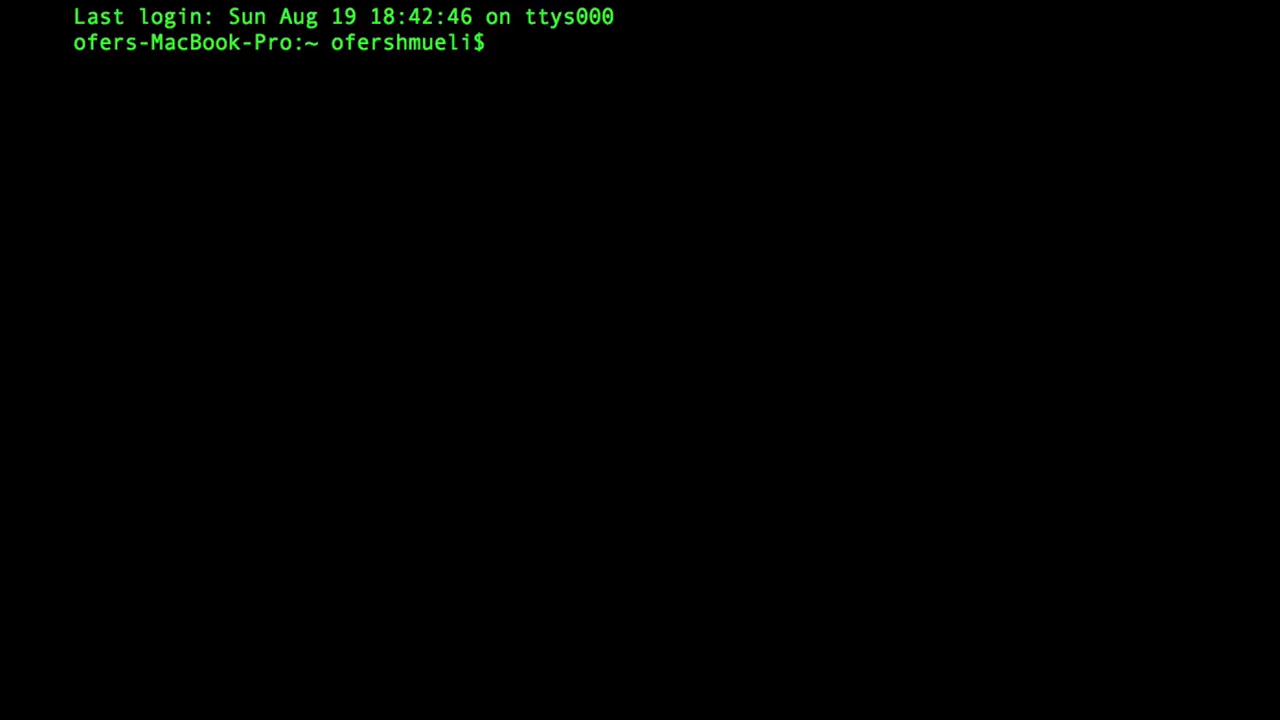 Last login: Sun Aug 19 18:42:46 on ttys000
ofers-MacBook-Pro:~ ofershmueli$